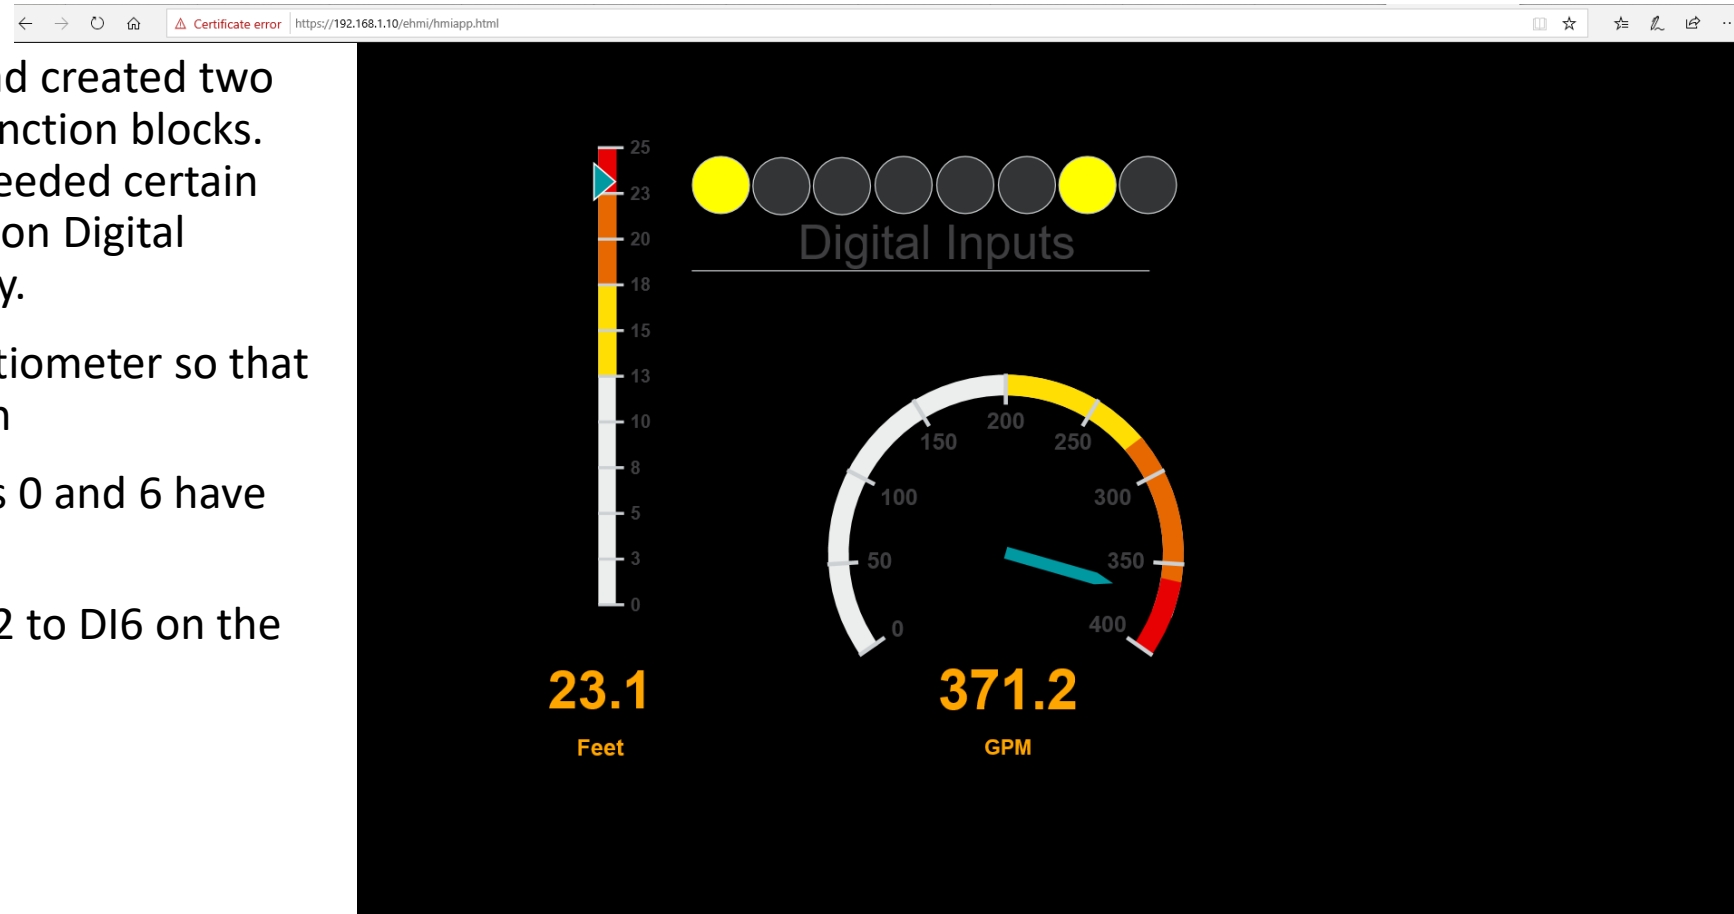 Certificate error https://192.168.1.10/ehmi/hmiapp.html
d created two
nction blocks.
eeded certain
on Digital
y.
tiometer so that
n
s 0 and 6 have
2 to DI6 on the
25
23
20
18
15
13
10
8
5
3
0
23.1
Feet
Digital Inputs
0
50
100
150
200
250
300
350
400
371.2
GPM